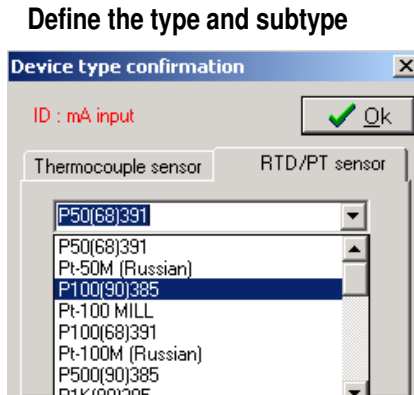 Define the type and subtype
Device type confirmation
ID : mA input
Ok
Thermocouple sensor
RTD/PT sensor
P50(68)391
P50(68)391
Pt-50M (Russian)
P100(90)385
Pt-100 MILL
P100(68)391
Pt-100M (Russian)
P500(90)385